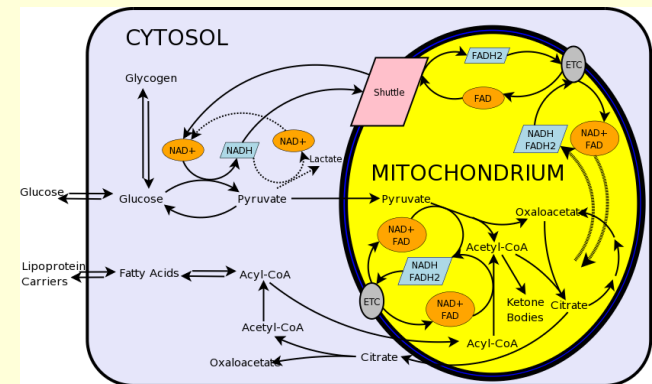 CYTOSOL
FADH2
ETC
Glycogen
Shuttle
FAD
NADH
FADH2
NAD+
FAD
NAD+
NADH
NAD+
Lactate
MITOCHONDRIUM
Glucose
Glucose
Pyruvate
Pyruvate
Oxaloacetate
NAD+
FAD
Acetyl-CoA
Lipoprotein
Carriers
Fatty Acids
Acyl-CoA
NADH
FADH2
ETC
NAD+
FAD
Ketone
Bodies
Citrate
Acetyl-CoA
Acyl-CoA
Oxaloacetate
Citrate